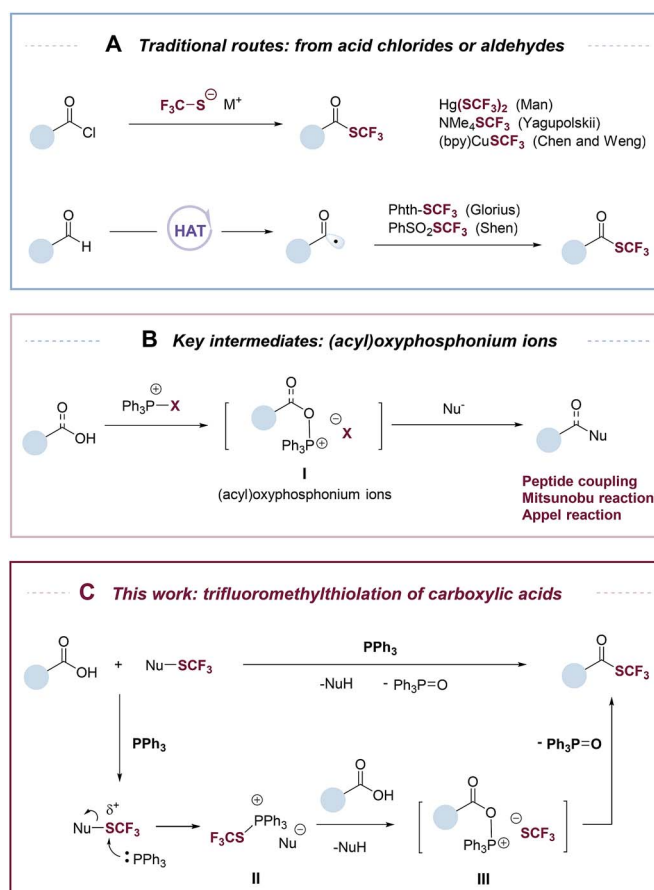 A Traditional routes: from acid chlorides or aldehydes
O
Cl
F₃C–S⊖ M⁺
O
SCF₃
Hg(SCF₃)₂ (Man)
NMe₄SCF₃ (Yagupolskii)
(bpy)CuSCF₃ (Chen and Weng)
O
H
HAT
O
Phth-SCF₃ (Glorius)
PhSO₂SCF₃ (Shen)
O
SCF₃
B Key intermediates: (acyl)oxyphosphonium ions
O
OH
⊕
Ph₃P–X
O
O
Ph₃P⊕
⊖
X
I
(acyl)oxyphosphonium ions
Nu⁻
O
Nu
Peptide coupling
Mitsunobu reaction
Appel reaction
C This work: trifluoromethylthiolation of carboxylic acids
O
OH
+
Nu–SCF₃
PPh₃
-NuH - Ph₃P=O
O
SCF₃
PPh₃
- Ph₃P=O
δ⁺
Nu–SCF₃
:PPh₃
⊕
PPh₃
F₃CS
Nu⊖
II
O
OH
-NuH
O
O
Ph₃P⊕
⊖
SCF₃
III